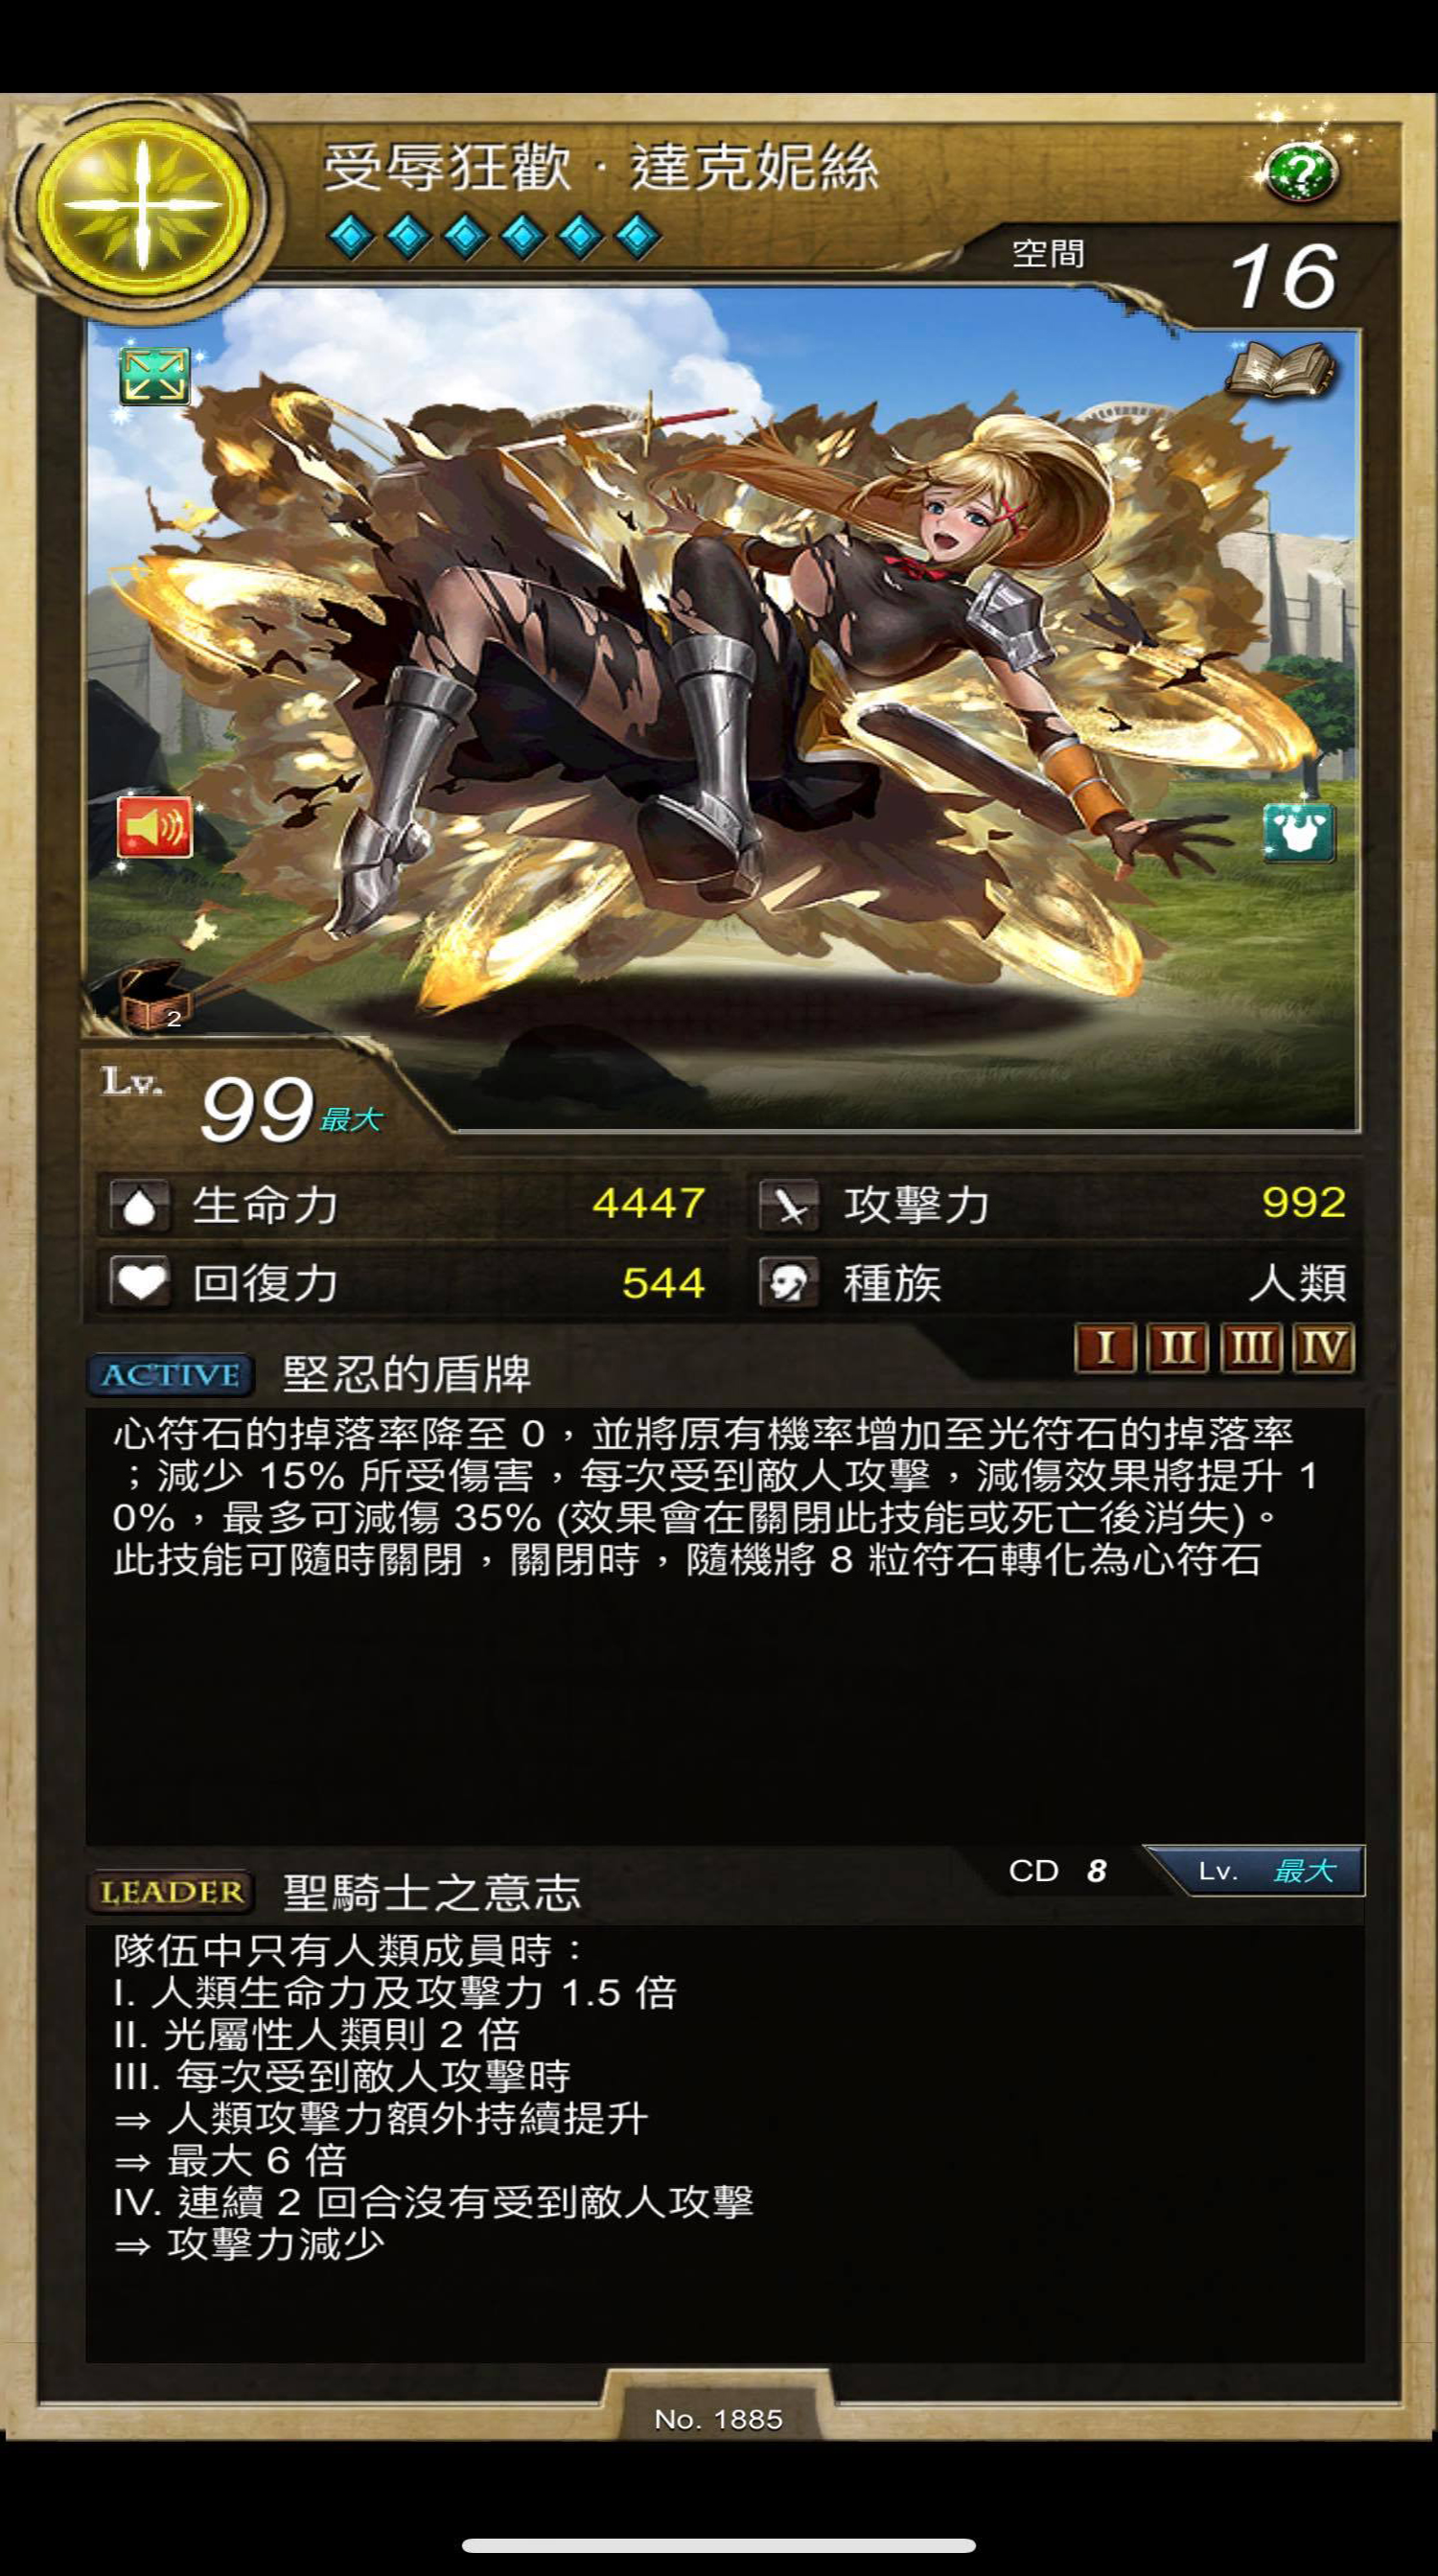 受辱狂歡．達克妮絲
?
空間 16
2
Lv. 99 最大
生命力 4447 攻擊力 992
回復力 544 種族 人類
I II III IV
ACTIVE 堅忍的盾牌
心符石的掉落率降至 0，並將原有機率增加至光符石的掉落率
；減少 15% 所受傷害，每次受到敵人攻擊，減傷效果將提升 1
0%，最多可減傷 35% (效果會在關閉此技能或死亡後消失)。
此技能可隨時關閉，關閉時，隨機將 8 粒符石轉化為心符石
CD 8 Lv. 最大
LEADER 聖騎士之意志
隊伍中只有人類成員時：
I. 人類生命力及攻擊力 1.5 倍
II. 光屬性人類則 2 倍
III. 每次受到敵人攻擊時
⇒ 人類攻擊力額外持續提升
⇒ 最大 6 倍
IV. 連續 2 回合沒有受到敵人攻擊
⇒ 攻擊力減少
No. 1885